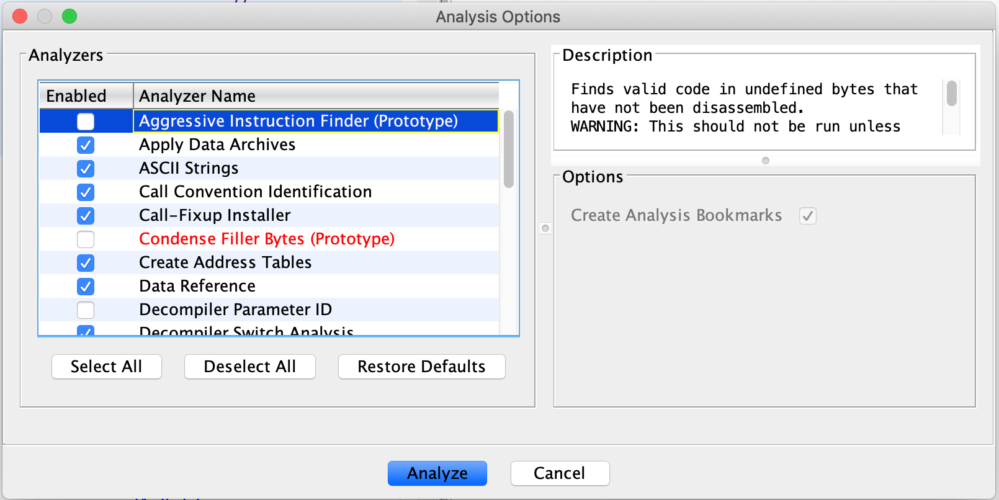 Analysis Options
Analyzers
Enabled
Analyzer Name
Aggressive Instruction Finder (Prototype)
Apply Data Archives
ASCII Strings
Call Convention Identification
Call-Fixup Installer
Condense Filler Bytes (Prototype)
Create Address Tables
Data Reference
Decompiler Parameter ID
Decompiler Switch Analysis
Select All
Deselect All
Restore Defaults
Description
Finds valid code in undefined bytes that
have not been disassembled.
WARNING: This should not be run unless
Options
Create Analysis Bookmarks
Analyze
Cancel